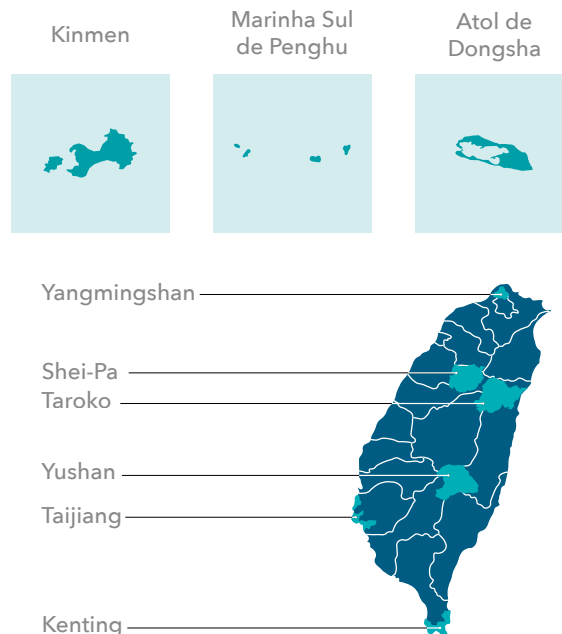 Kinmen
Marinha Sul
de Penghu
Atol de
Dongsha
Yangmingshan
Shei-Pa
Taroko
Yushan
Taijiang
Kenting